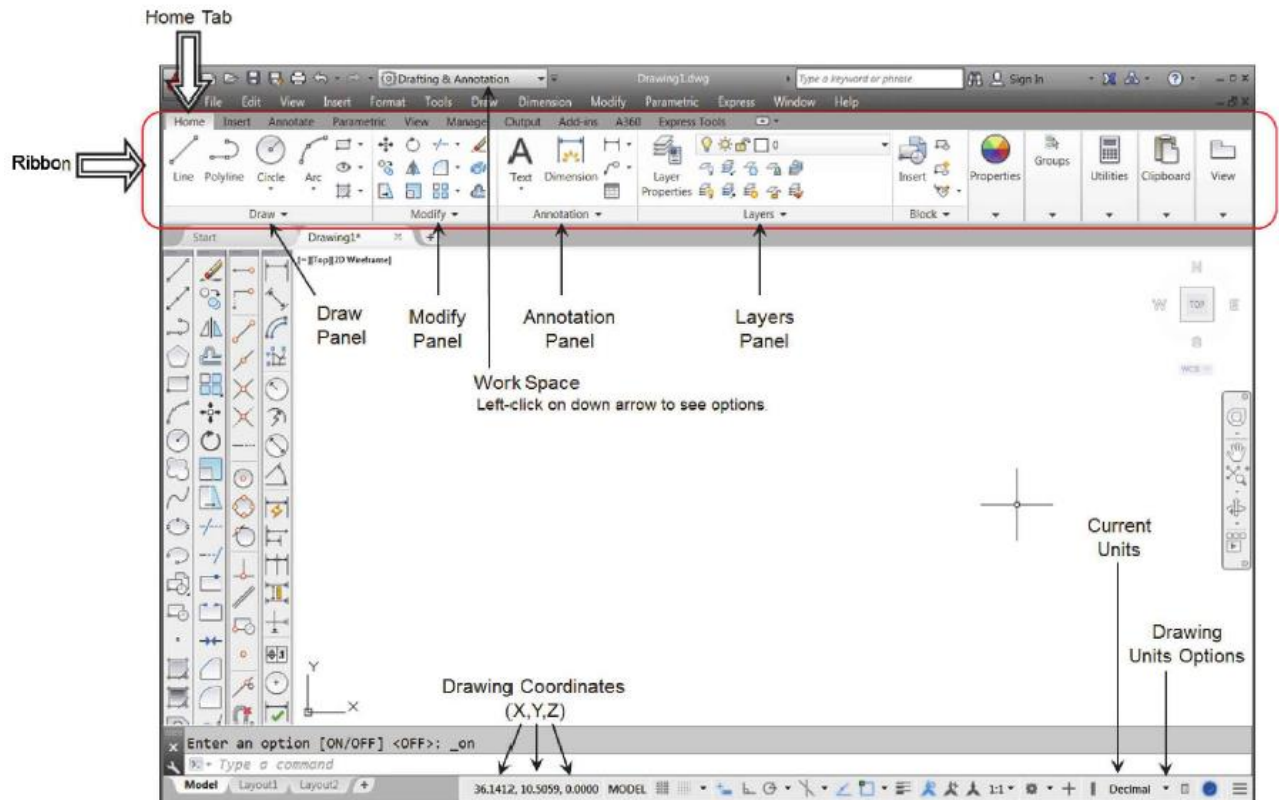 Home Tab
Drafting & Annotation Drawing1.dwg Type a keyword or phrase Sign In
File Edit View Insert Format Tools Draw Dimension Modify Parametric Express Window Help
Home Insert Annotate Parametric View Manage Output Add-ins A360 Express Tools
Ribbon
0
Line Polyline Circle Arc
Text Dimension
Layer
Properties
Insert
Properties
Groups
Utilities
Clipboard
View
Draw Modify Annotation Layers Block
Start Drawing1* +
[−][Top][2D Wireframe]
N
W TOP E
S
WCS
Draw
Panel
Modify
Panel
Annotation
Panel
Layers
Panel
Work Space
Left-click on down arrow to see options.
Current
Units
Drawing
Units Options
Y
X
Drawing Coordinates
(X,Y,Z)
Enter an option [ON/OFF] <OFF>: _on
Type a command
Model Layout1 Layout2 +
36.1412, 10.5059, 0.0000 MODEL 1:1 Decimal